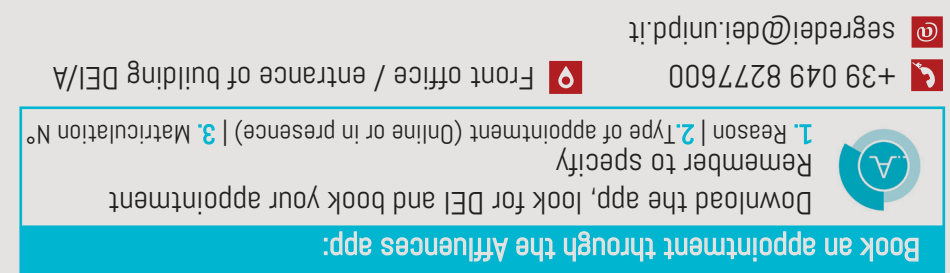 Book an appointment through the Affluences app:
Download the app, look for DEI and book your appointment
Remember to specify
1. Reason | 2.Type of appointment (Online or in presence) | 3. Matriculation N°
A...
+39 049 8277600
Front office / entrance of building DEI/A
@ segredei@dei.unipd.it